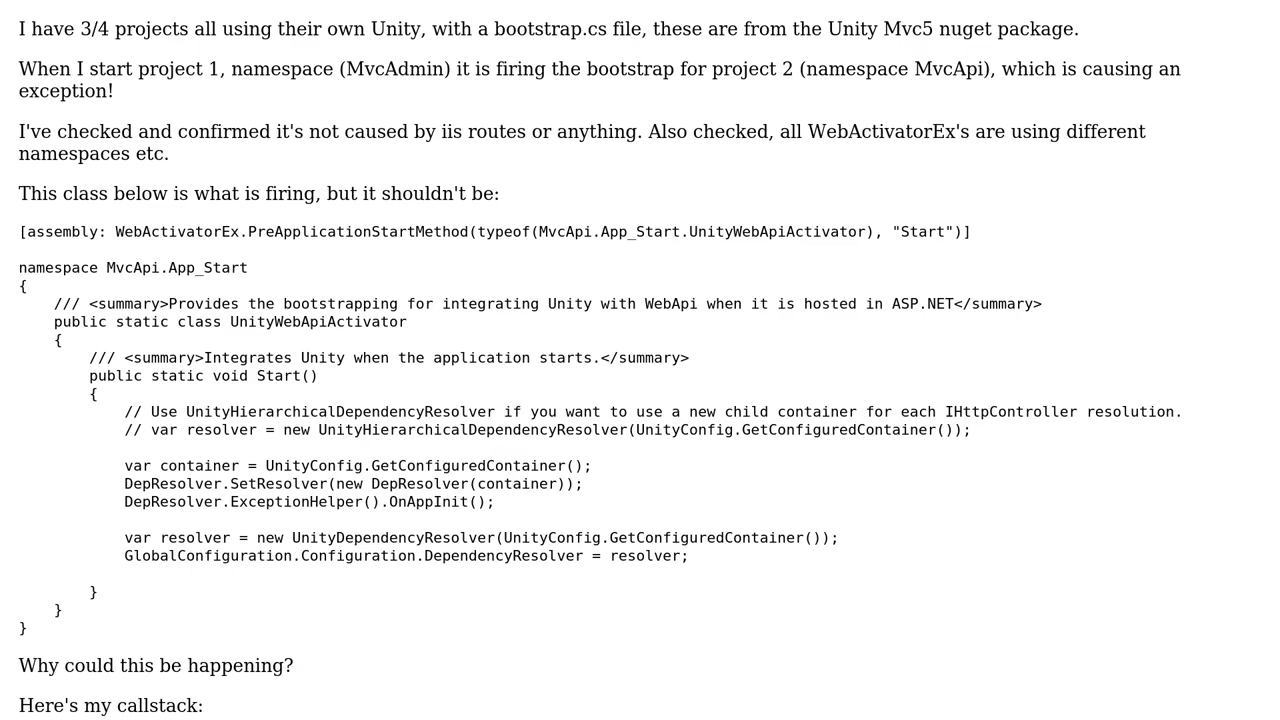 I have 3/4 projects all using their own Unity, with a bootstrap.cs file, these are from the Unity Mvc5 nuget package.
When I start project 1, namespace (MvcAdmin) it is firing the bootstrap for project 2 (namespace MvcApi), which is causing an
exception!
I've checked and confirmed it's not caused by iis routes or anything. Also checked, all WebActivatorEx's are using different
namespaces etc.
This class below is what is firing, but it shouldn't be:
[assembly: WebActivatorEx.PreApplicationStartMethod(typeof(MvcApi.App_Start.UnityWebApiActivator), "Start")]
namespace MvcApi.App_Start
{
    /// <summary>Provides the bootstrapping for integrating Unity with WebApi when it is hosted in ASP.NET</summary>
    public static class UnityWebApiActivator
    {
        /// <summary>Integrates Unity when the application starts.</summary>
        public static void Start()
        {
            // Use UnityHierarchicalDependencyResolver if you want to use a new child container for each IHttpController resolution.
            // var resolver = new UnityHierarchicalDependencyResolver(UnityConfig.GetConfiguredContainer());
            var container = UnityConfig.GetConfiguredContainer();
            DepResolver.SetResolver(new DepResolver(container));
            DepResolver.ExceptionHelper().OnAppInit();
            var resolver = new UnityDependencyResolver(UnityConfig.GetConfiguredContainer());
            GlobalConfiguration.Configuration.DependencyResolver = resolver;
        }
    }
}
Why could this be happening?
Here's my callstack: